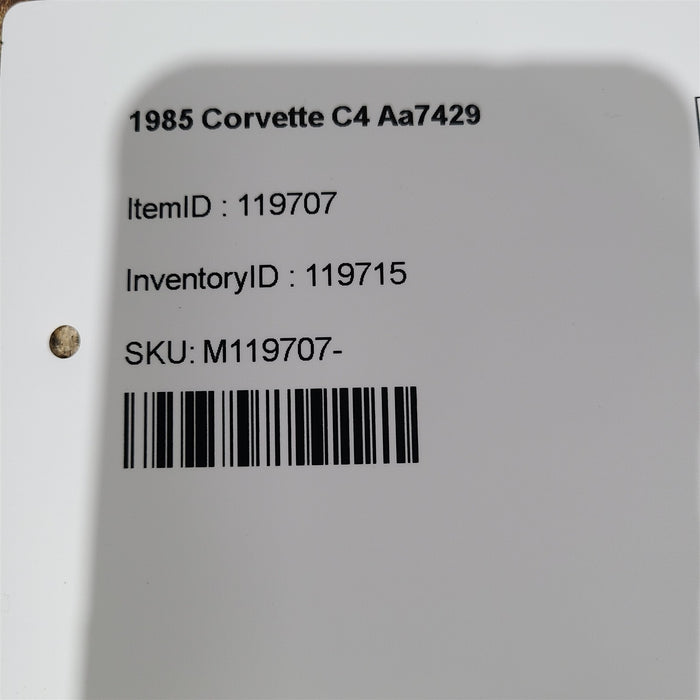 1985 Corvette C4 Aa7429
ItemID : 119707
InventoryID : 119715
SKU: M119707-